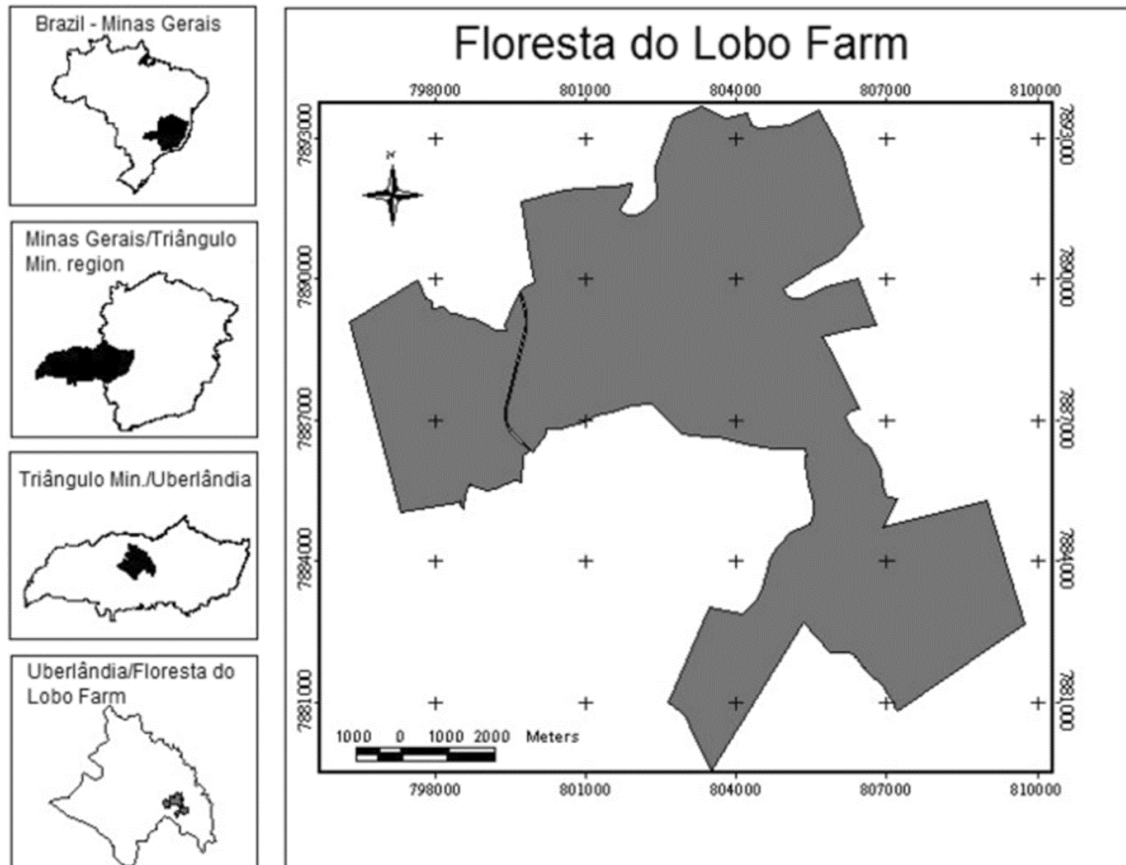 Brazil - Minas Gerais
Minas Gerais/Triângulo
Min. region
Triângulo Min./Uberlândia
Uberlândia/Floresta do
Lobo Farm
Floresta do Lobo Farm
798000 801000 804000 807000 810000
7893000 7893000
N
7890000 7890000
7887000 7887000
7884000 7884000
7881000 7881000
1000 0 1000 2000 Meters
798000 801000 804000 807000 810000